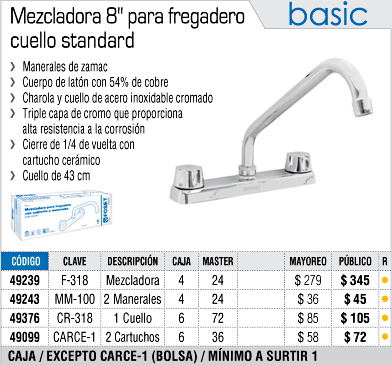 Mezcladora 8" para fregadero
cuello standard
basic
Manerales de zamac
Cuerpo de latón con 54% de cobre
Charola y cuello de acero inoxidable cromado
Triple capa de cromo que proporciona
alta resistencia a la corrosión
Cierre de 1/4 de vuelta con
cartucho cerámico
Cuello de 43 cm
Mezcladora para fregadero
FOSET
CÓDIGO CLAVE DESCRIPCIÓN CAJA MASTER MAYOREO PÚBLICO R
49239 F-318 Mezcladora 4 24 $ 279 $ 345
49243 MM-100 2 Manerales 4 24 $ 36 $ 45
49376 CR-318 1 Cuello 6 72 $ 85 $ 105
49099 CARCE-1 2 Cartuchos 6 36 $ 58 $ 72
CAJA / EXCEPTO CARCE-1 (BOLSA) / MÍNIMO A SURTIR 1